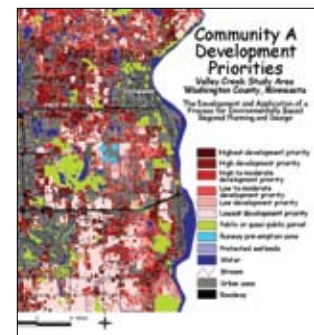 Community A
Development
Priorities
Valley Creek Study Area
Washington County, Minnesota
The Development and Application of a
Process for Environmentally Based
Regional Planning and Design
Highest development priority
High development priority
High to moderate
development priority
Low to moderate
development priority
Low development priority
Lowest development priority
Public or quasi-public parcel
Runway pre-emption zone
Protected wetlands
Water
Stream
Urban zone
Roadway